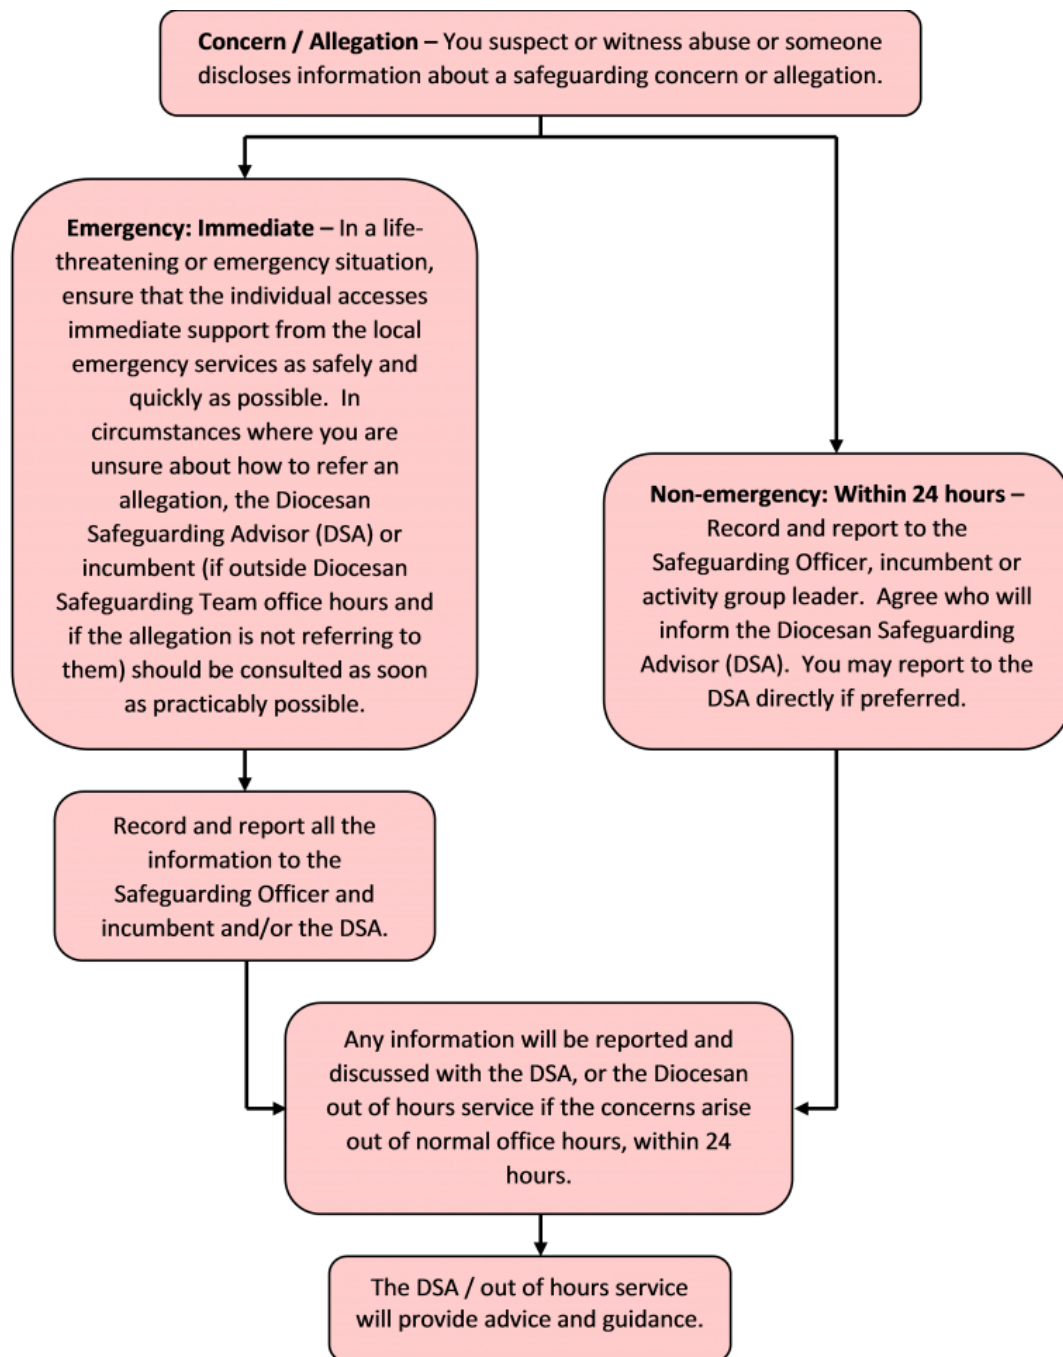 Concern / Allegation – You suspect or witness abuse or someone
discloses information about a safeguarding concern or allegation.
Emergency: Immediate – In a life-
threatening or emergency situation,
ensure that the individual accesses
immediate support from the local
emergency services as safely and
quickly as possible.  In
circumstances where you are
unsure about how to refer an
allegation, the Diocesan
Safeguarding Advisor (DSA) or
incumbent (if outside Diocesan
Safeguarding Team office hours and
if the allegation is not referring to
them) should be consulted as soon
as practicably possible.
Non-emergency: Within 24 hours –
Record and report to the
Safeguarding Officer, incumbent or
activity group leader.  Agree who will
inform the Diocesan Safeguarding
Advisor (DSA).  You may report to the
DSA directly if preferred.
Record and report all the
information to the
Safeguarding Officer and
incumbent and/or the DSA.
Any information will be reported and
discussed with the DSA, or the Diocesan
out of hours service if the concerns arise
out of normal office hours, within 24
hours.
The DSA / out of hours service
will provide advice and guidance.